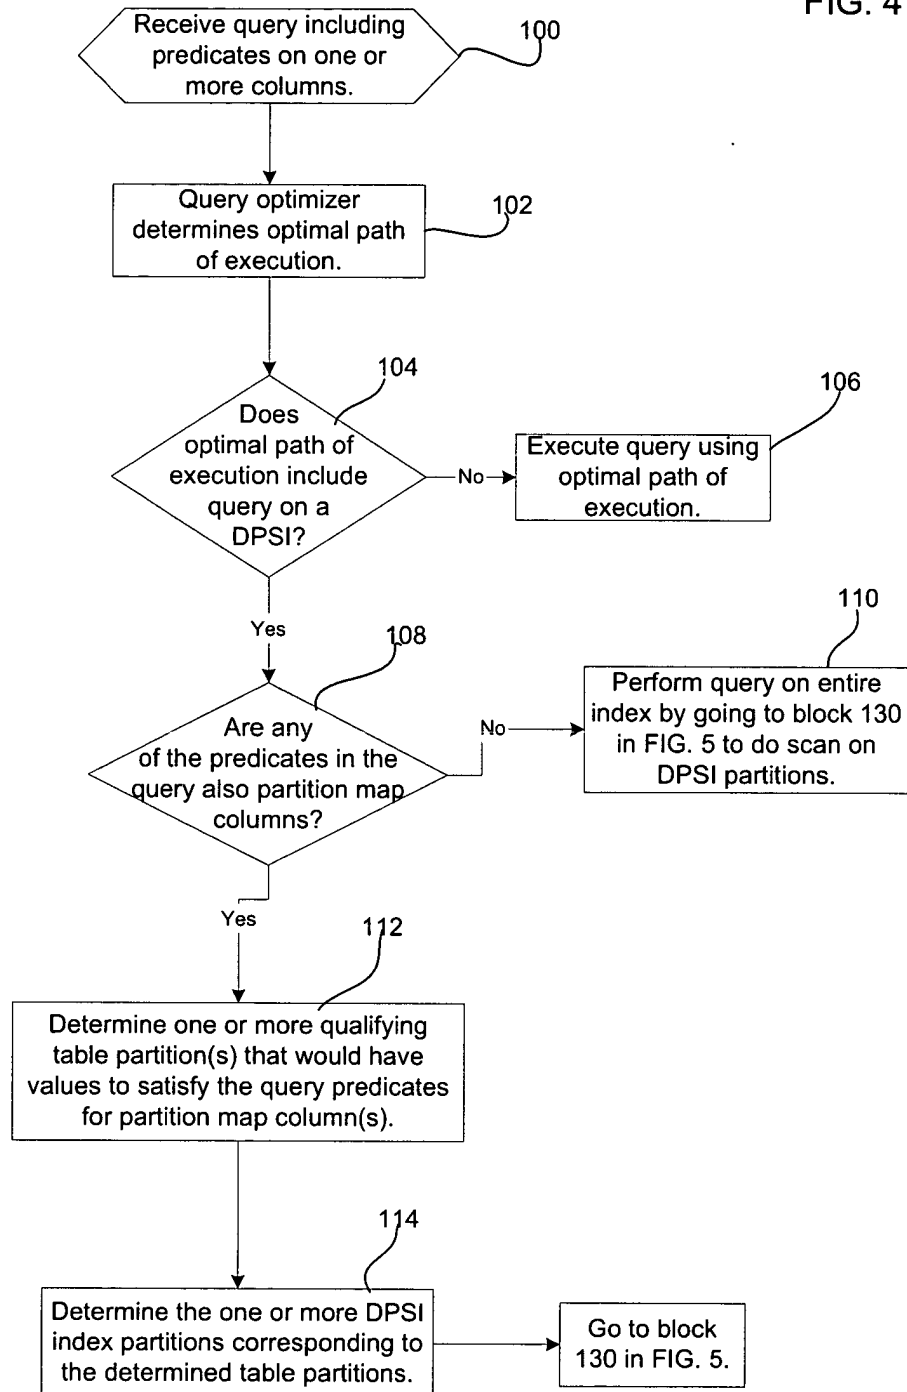 FIG. 4
Receive query including
predicates on one or
more columns.
100
Query optimizer
determines optimal path
of execution.
102
104
Does
optimal path of
execution include
query on a
DPSI?
No
106
Execute query using
optimal path of
execution.
Yes
108
Are any
of the predicates in the
query also partition map
columns?
No
110
Perform query on entire
index by going to block 130
in FIG. 5 to do scan on
DPSI partitions.
Yes
112
Determine one or more qualifying
table partition(s) that would have
values to satisfy the query predicates
for partition map column(s).
114
Determine the one or more DPSI
index partitions corresponding to
the determined table partitions.
Go to block
130 in FIG. 5.